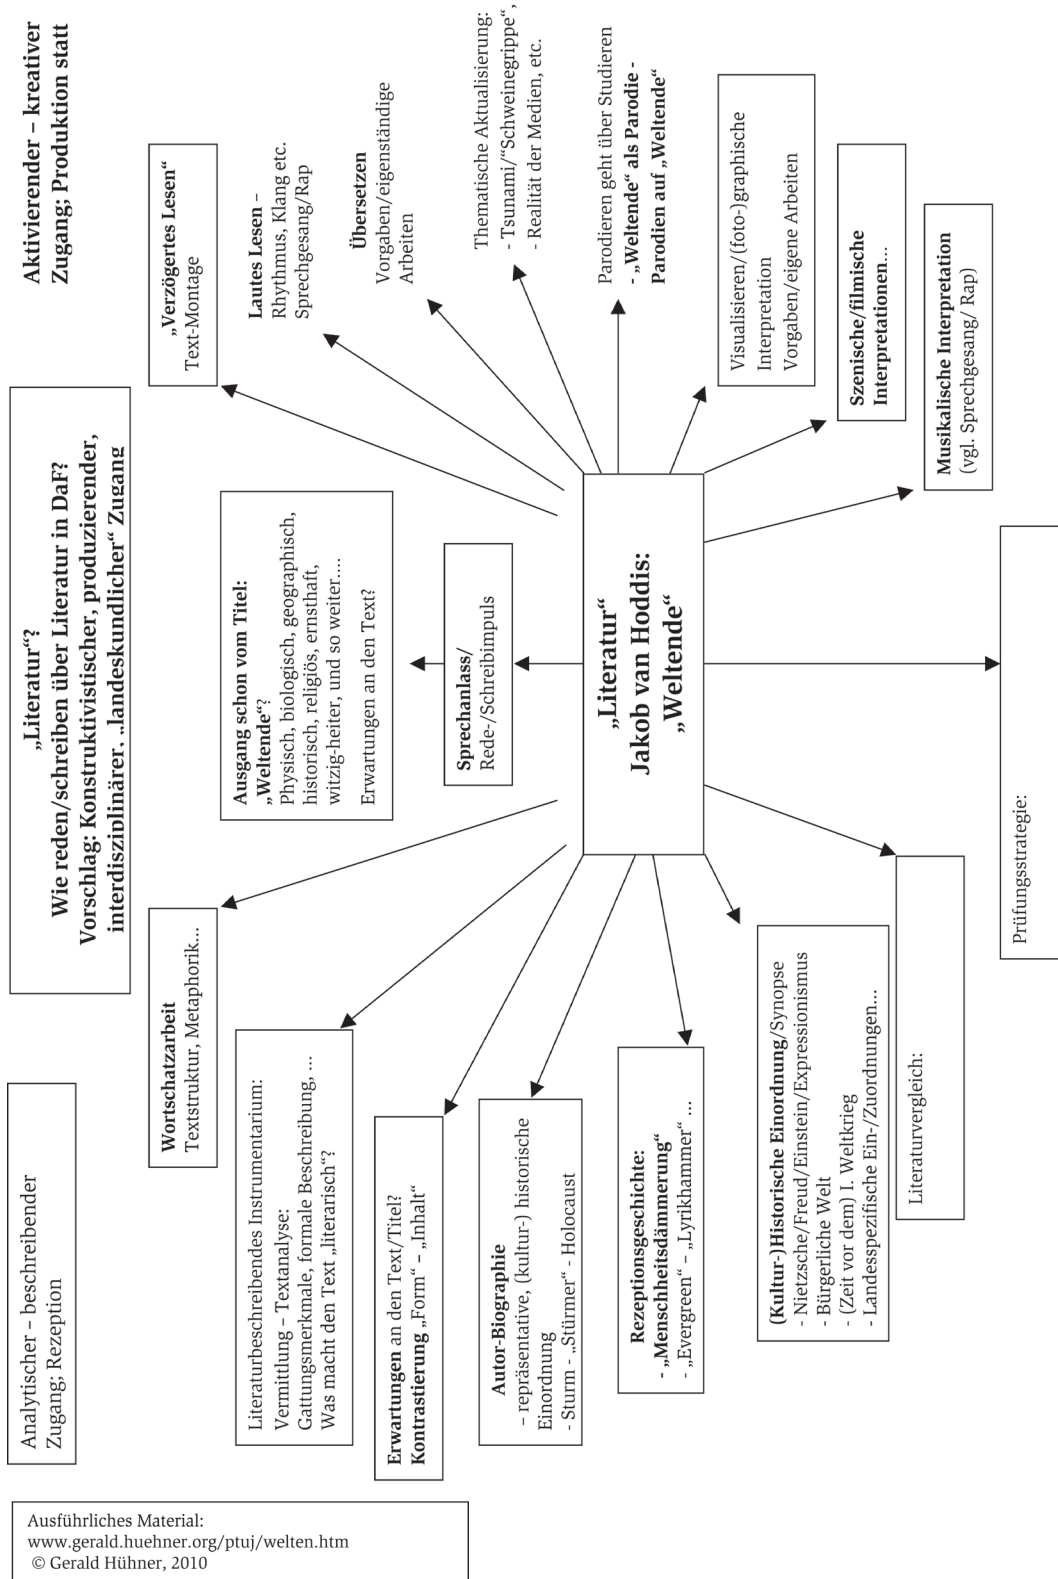 Ausführliches Material:
www.gerald.huehner.org/ptuj/welten.htm
© Gerald Hühner, 2010
Analytischer – beschreibender
Zugang; Rezeption
„Literatur“?
Wie reden/schreiben über Literatur in DaF?
Vorschlag: Konstruktivistischer, produzierender,
interdisziplinärer, „landeskundlicher“ Zugang
Aktivierender – kreativer
Zugang; Produktion statt
Wortschatzarbeit
Textstruktur, Metaphorik...
„Verzögertes Lesen“
Text-Montage
Literaturbeschreibendes Instrumentarium:
Vermittlung – Textanalyse:
Gattungsmerkmale, formale Beschreibung, ...
Was macht den Text „literarisch“?
Ausgang schon vom Titel:
„Weltende“?
Physisch, biologisch, geographisch,
historisch, religiös, ernsthaft,
witzig-heiter, und so weiter....
Erwartungen an den Text?
Lautes Lesen –
Rhythmus, Klang etc.
Sprechgesang/Rap
Übersetzen
Vorgaben/eigenständige
Arbeiten
Erwartungen an den Text/Titel?
Kontrastierung „Form“ – „Inhalt“
Sprechanlass/
Rede-/Schreibimpuls
Thematische Aktualisierung:
- Tsunami/“Schweinegrippe“,
- Realität der Medien, etc.
Autor-Biographie
– repräsentative, (kultur-) historische
Einordnung
- Sturm - „Stürmer“ - Holocaust
„Literatur“
Jakob van Hoddis:
„Weltende“
Parodieren geht über Studieren
- „Weltende“ als Parodie -
Parodien auf „Weltende“
Rezeptionsgeschichte:
- „Menschheitsdämmerung“
- „Evergreen“ – „Lyrikhammer“ ...
Visualisieren/(foto-)graphische
Interpretation
Vorgaben/eigene Arbeiten
(Kultur-)Historische Einordnung/Synopse
- Nietzsche/Freud/Einstein/Expressionismus
- Bürgerliche Welt
- (Zeit vor dem) I. Weltkrieg
- Landesspezifische Ein-/Zuordnungen...
Szenische/filmische
Interpretationen...
Literaturvergleich:
Musikalische Interpretation
(vgl. Sprechgesang/ Rap)
Prüfungsstrategie: